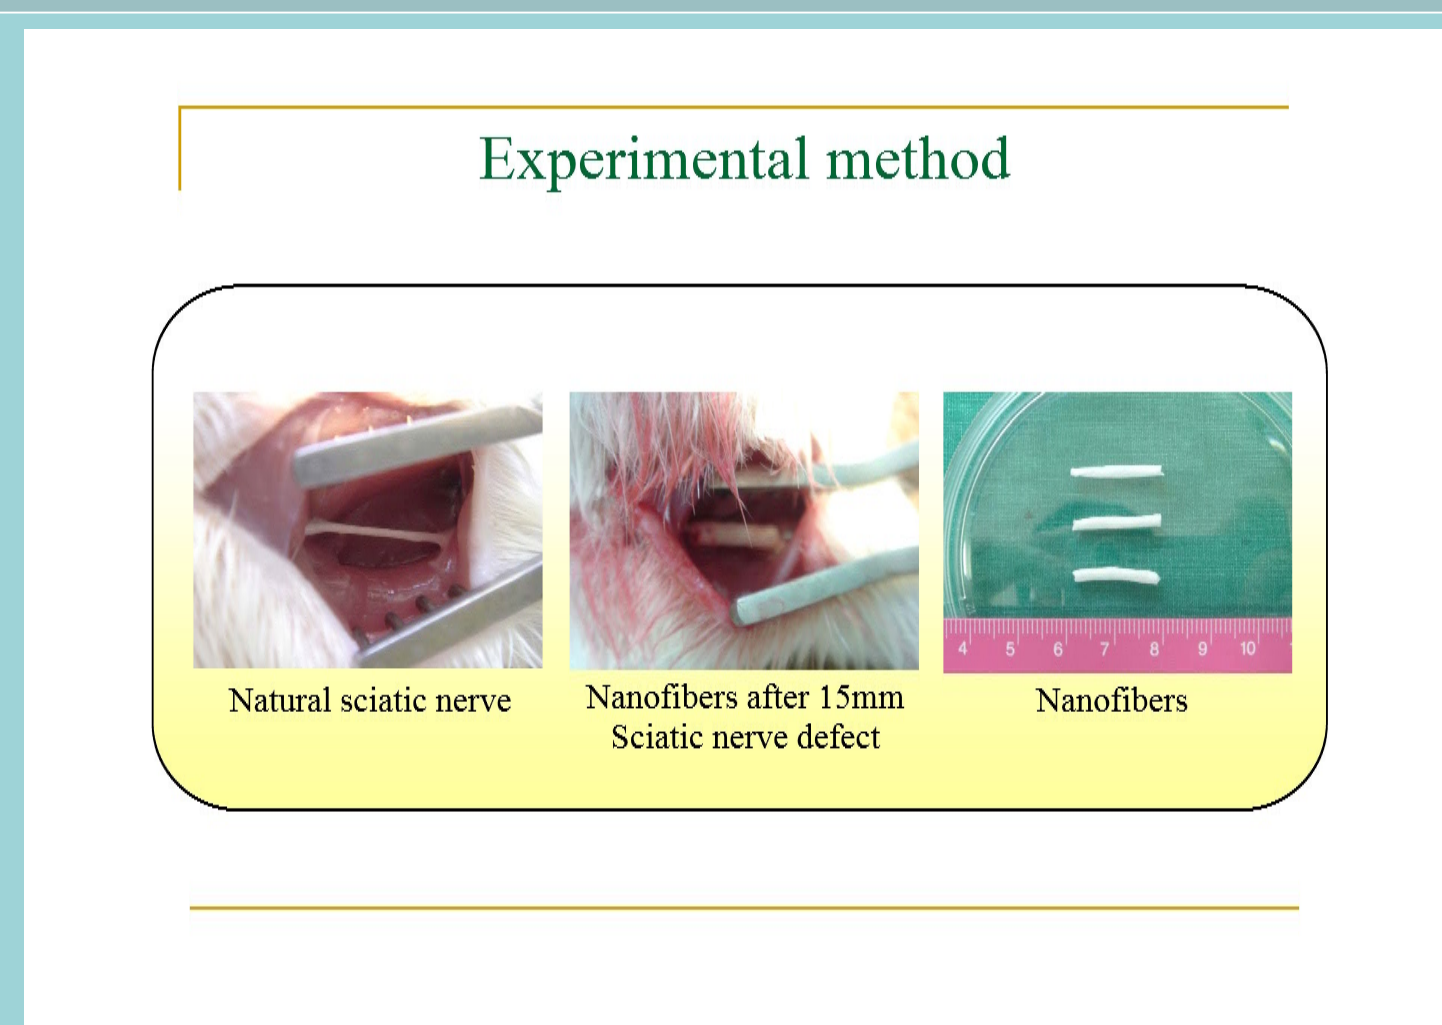 Experimental method
4 5 6 7 8 9 10
Natural sciatic nerve
Nanofibers after 15mm
Sciatic nerve defect
Nanofibers